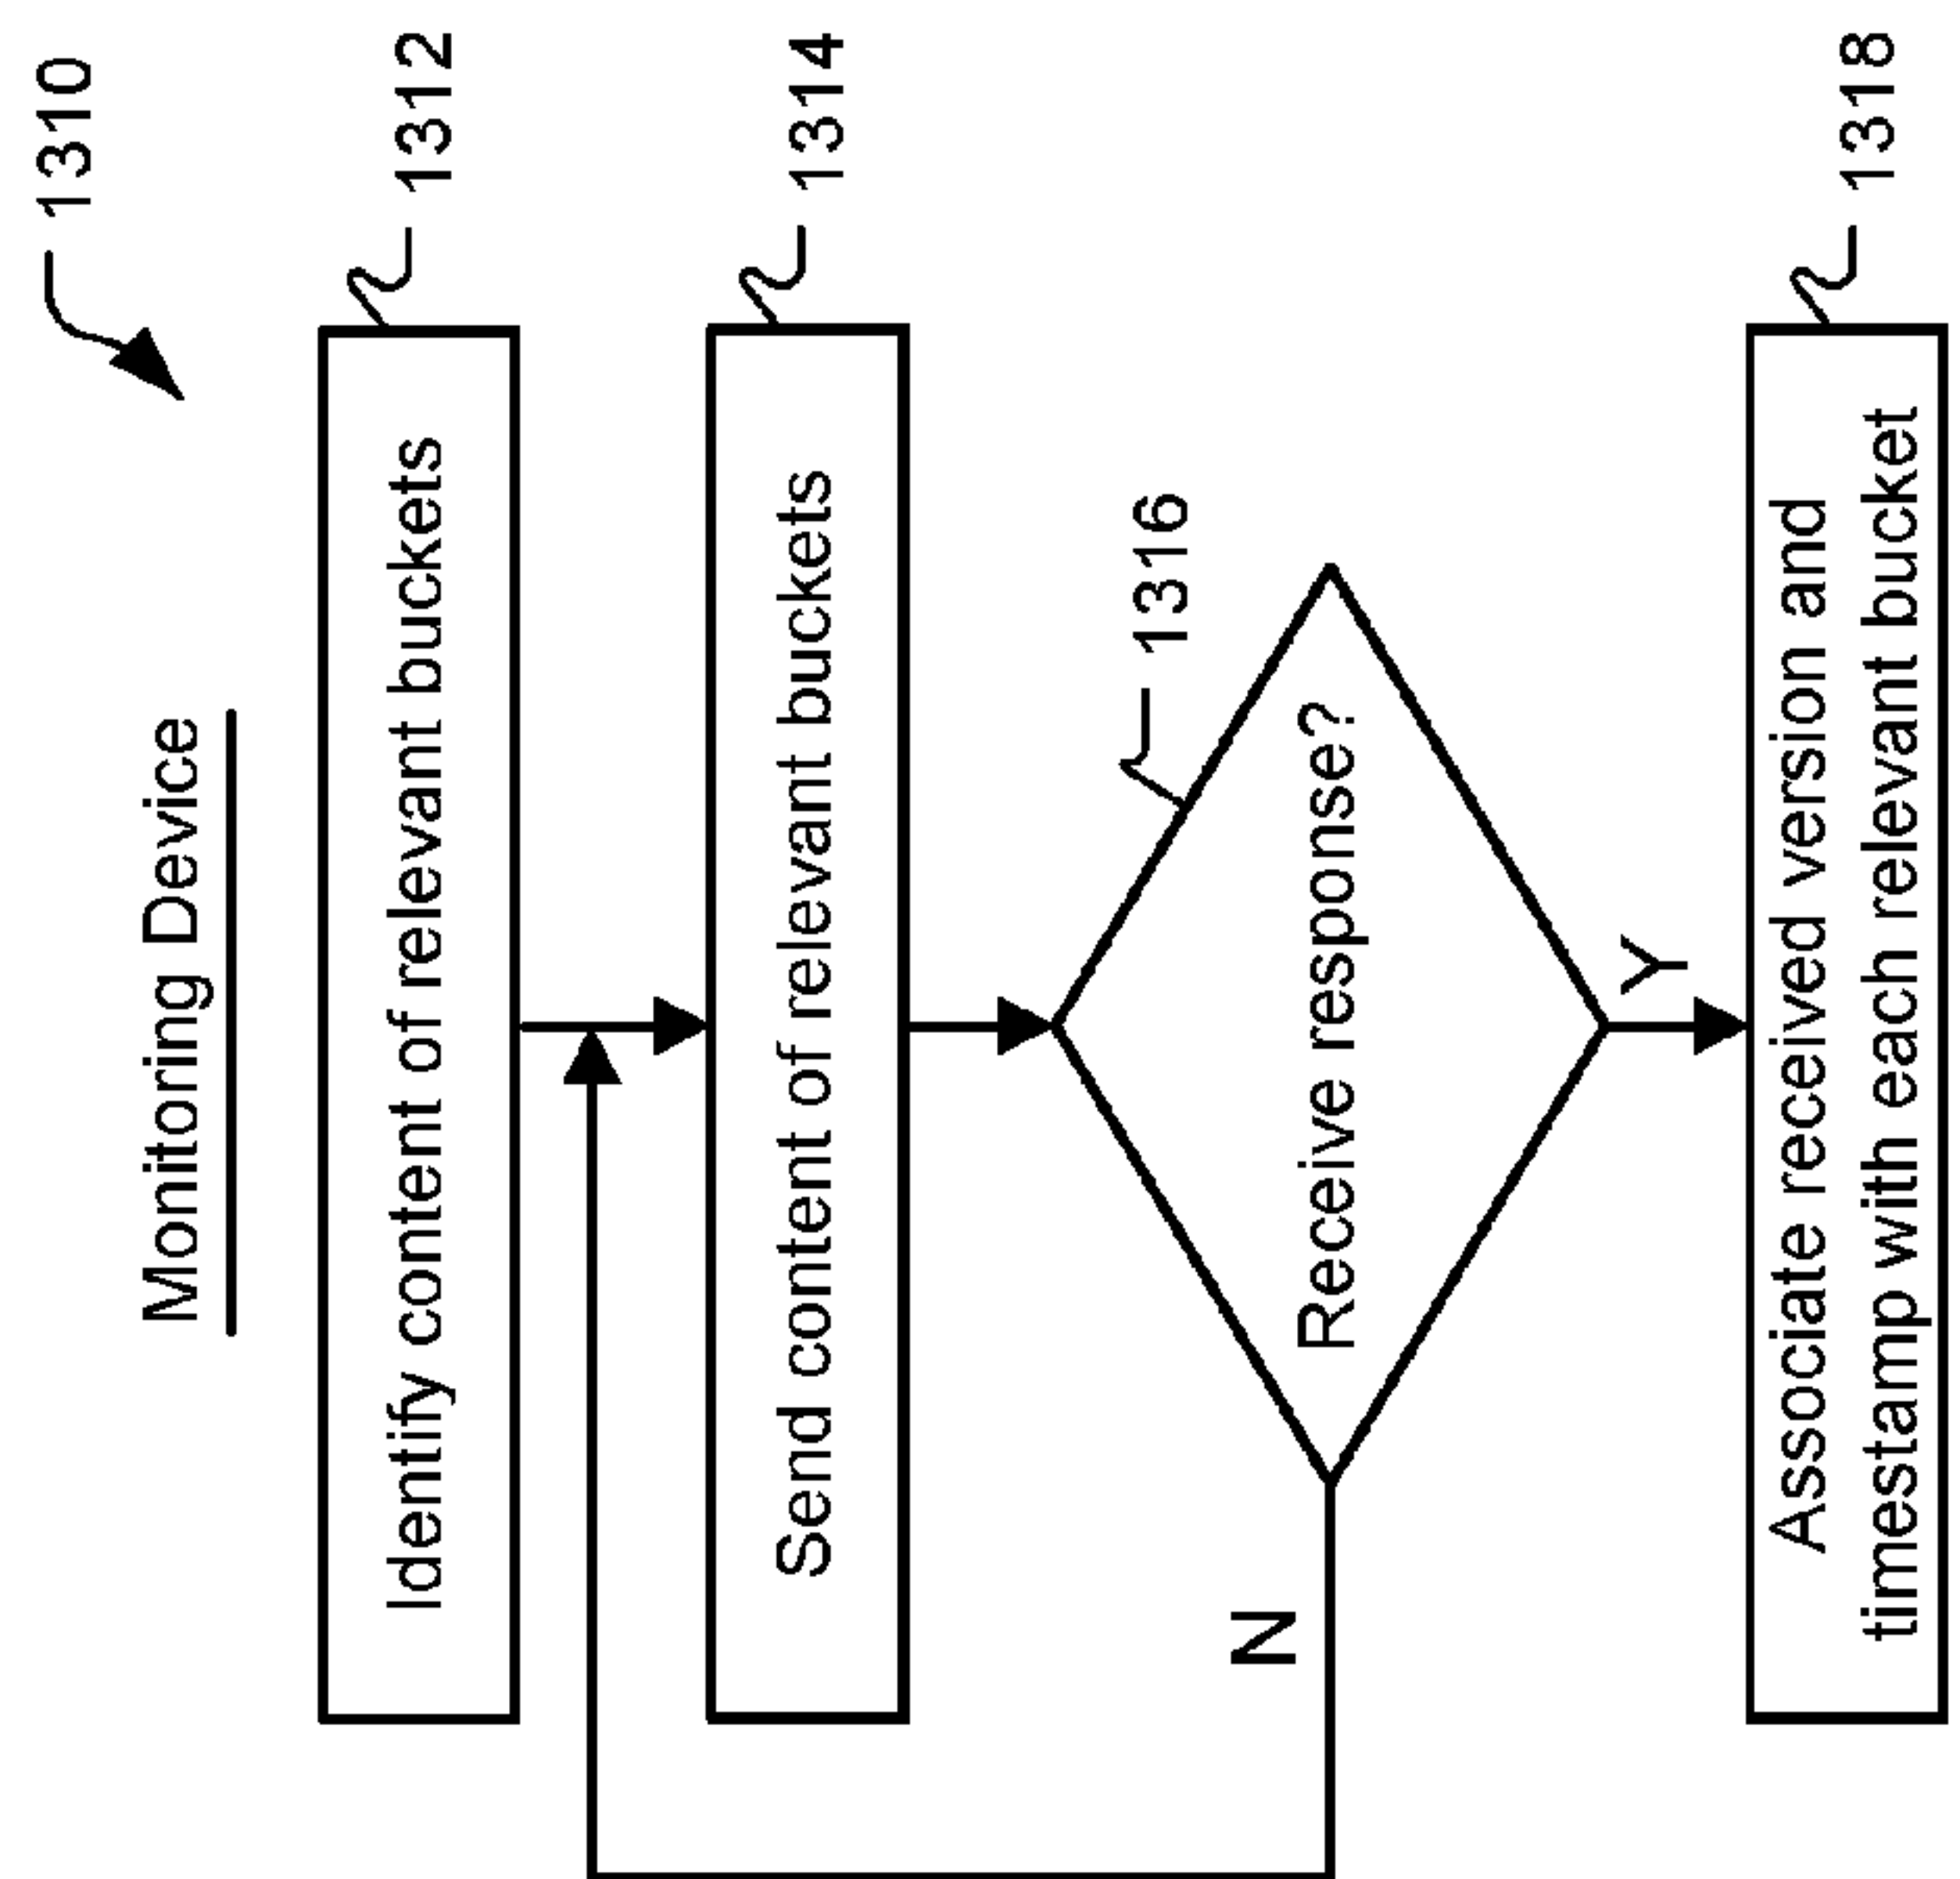 1310
Monitoring Device
1312
Identify content of relevant buckets
1314
Send content of relevant buckets
1316
Receive response?
N
Y
1318
Associate received version and
timestamp with each relevant bucket